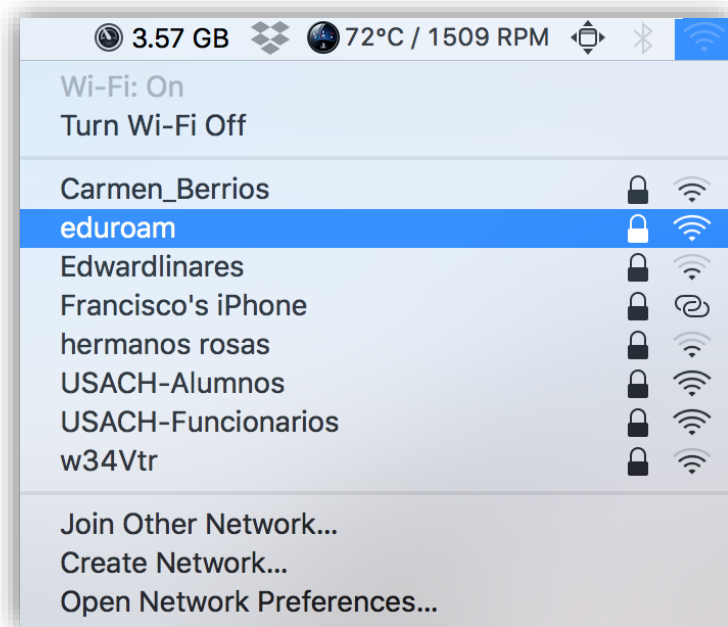 3.57 GB 72°C / 1509 RPM
Wi-Fi: On
Turn Wi-Fi Off
Carmen_Berrios
eduroam
Edwardlinares
Francisco's iPhone
hermanos rosas
USACH-Alumnos
USACH-Funcionarios
w34Vtr
Join Other Network...
Create Network...
Open Network Preferences...